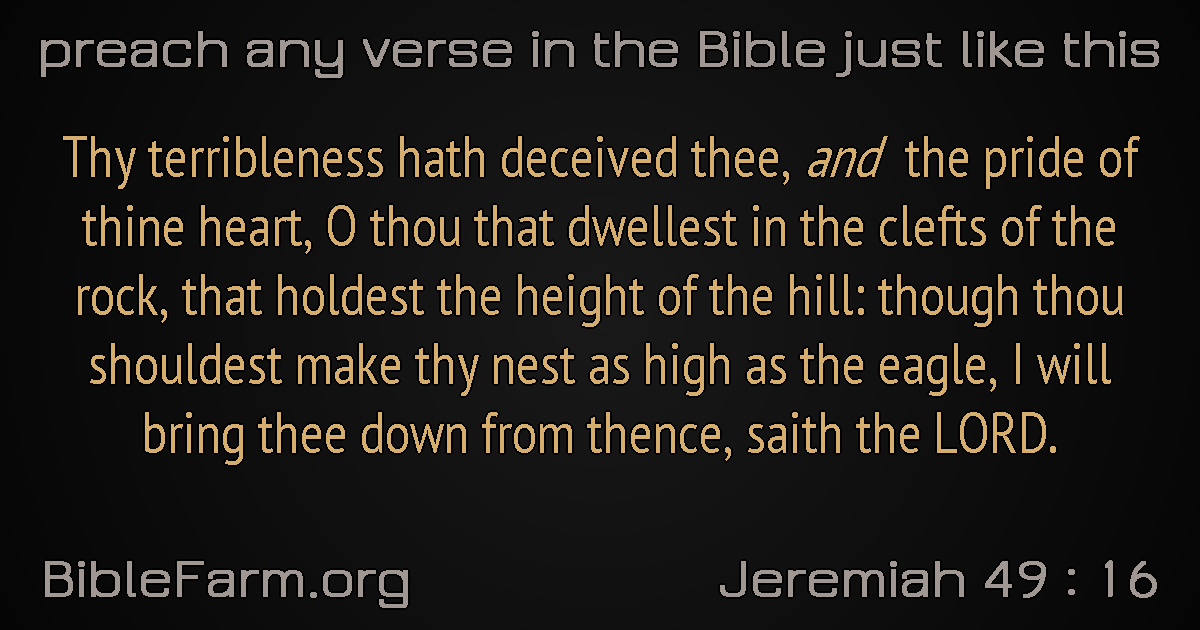 preach any verse in the Bible just like this
Thy terribleness hath deceived thee, and the pride of
thine heart, O thou that dwellest in the clefts of the
rock, that holdest the height of the hill: though thou
shouldest make thy nest as high as the eagle, I will
bring thee down from thence, saith the LORD.
BibleFarm.org
Jeremiah 49 : 16